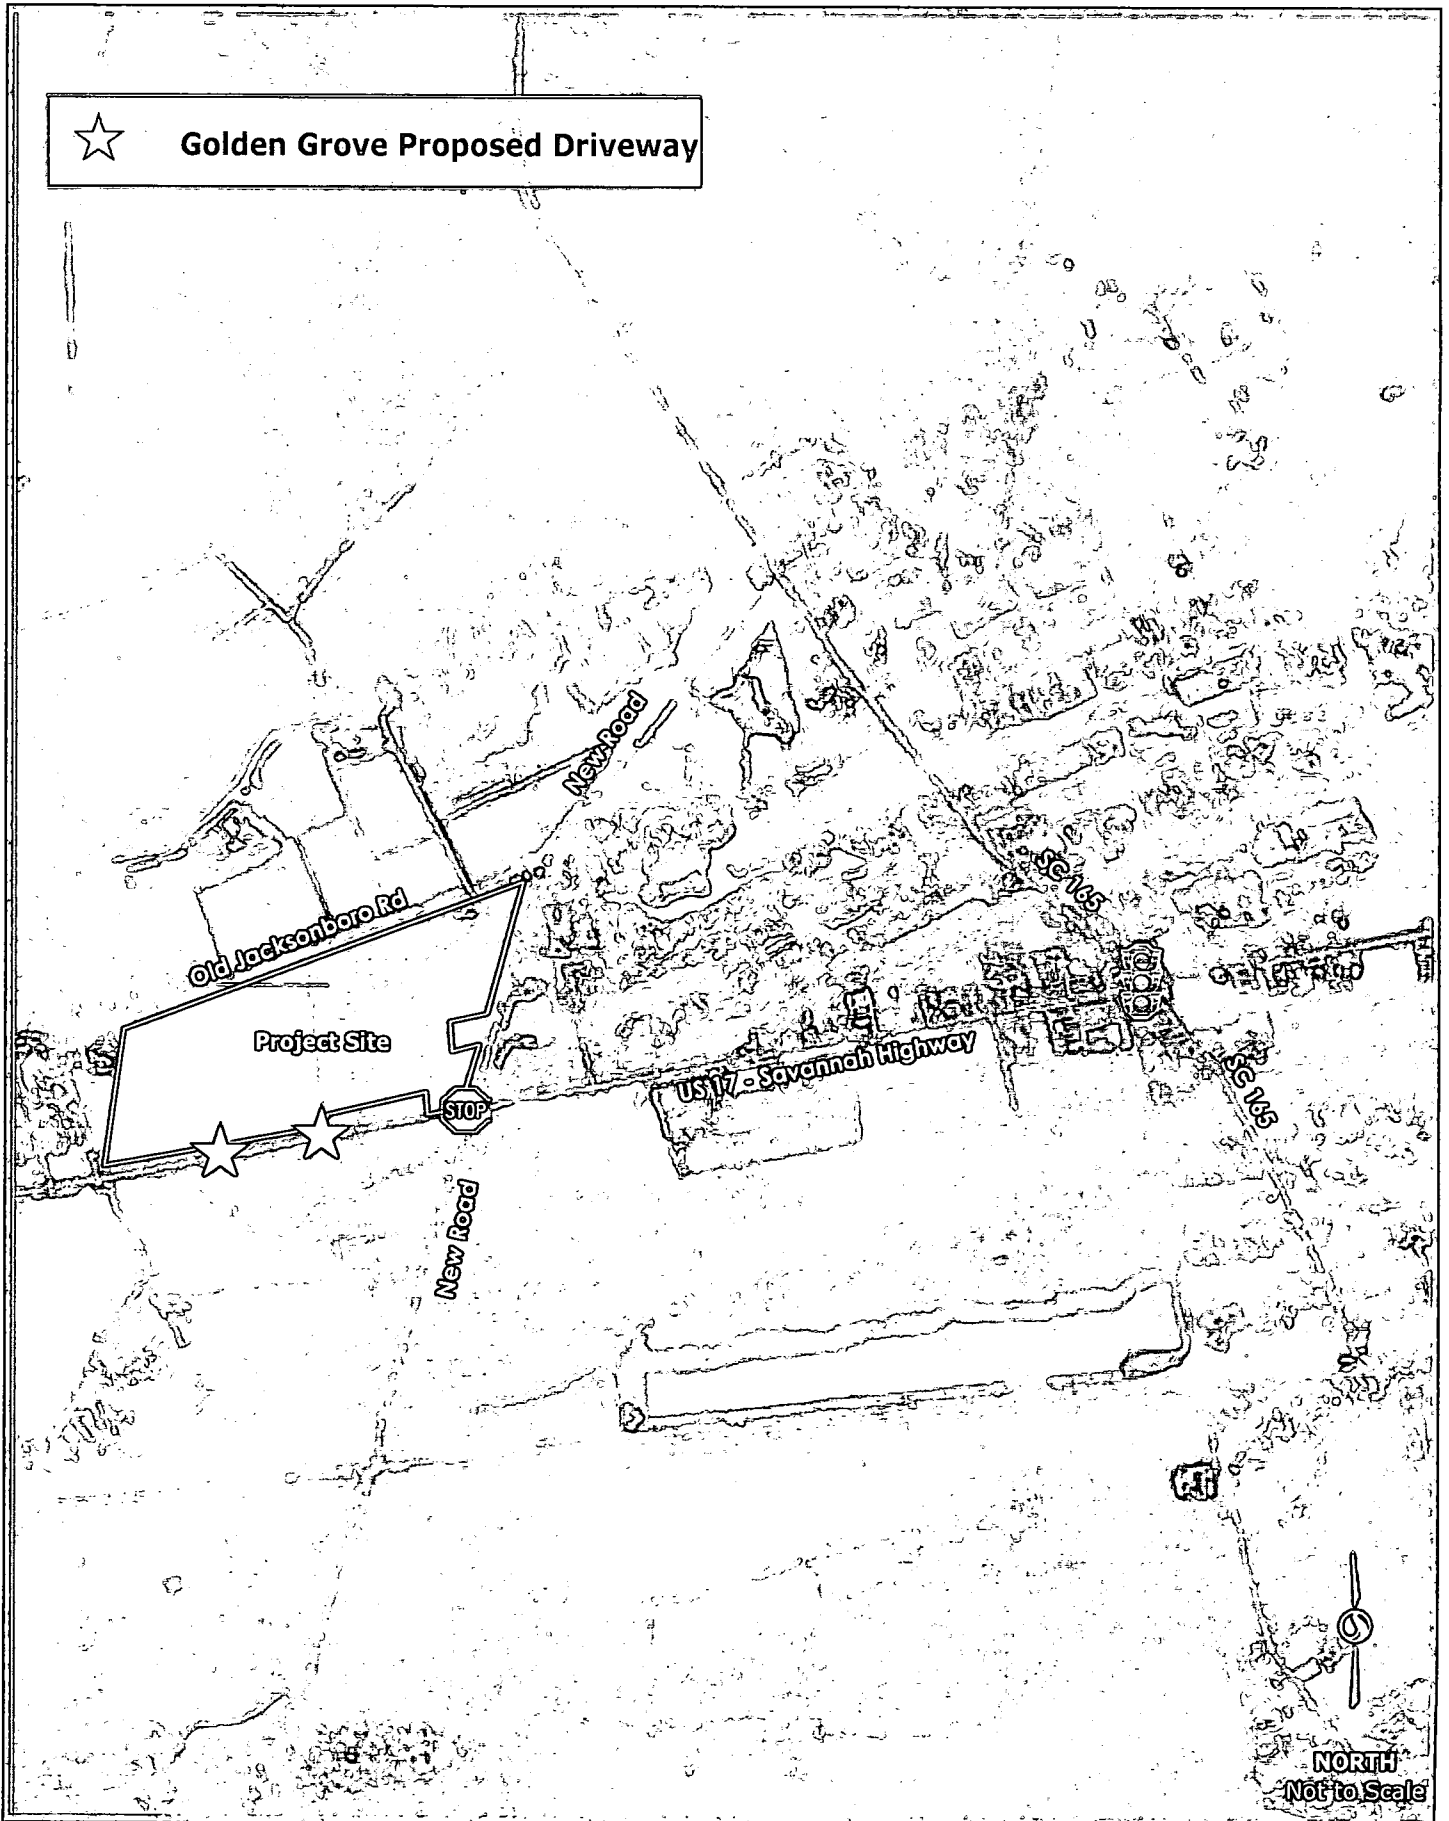 Golden Grove Proposed Driveway
New Road
SC 165
Old Jacksonboro Rd
Project Site
US 17 - Savannah Highway
SC 165
STOP
New Road
NORTH
Not to Scale